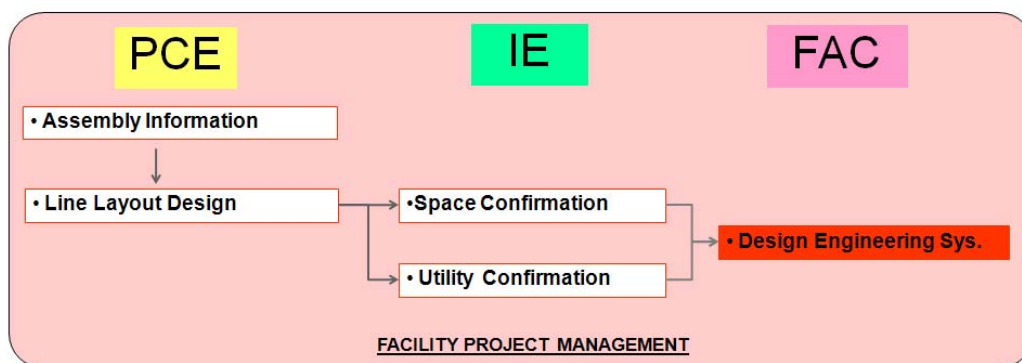 PCE
IE
FAC
• Assembly Information
• Line Layout Design
•Space Confirmation
• Design Engineering Sys.
• Utility Confirmation
FACILITY PROJECT MANAGEMENT